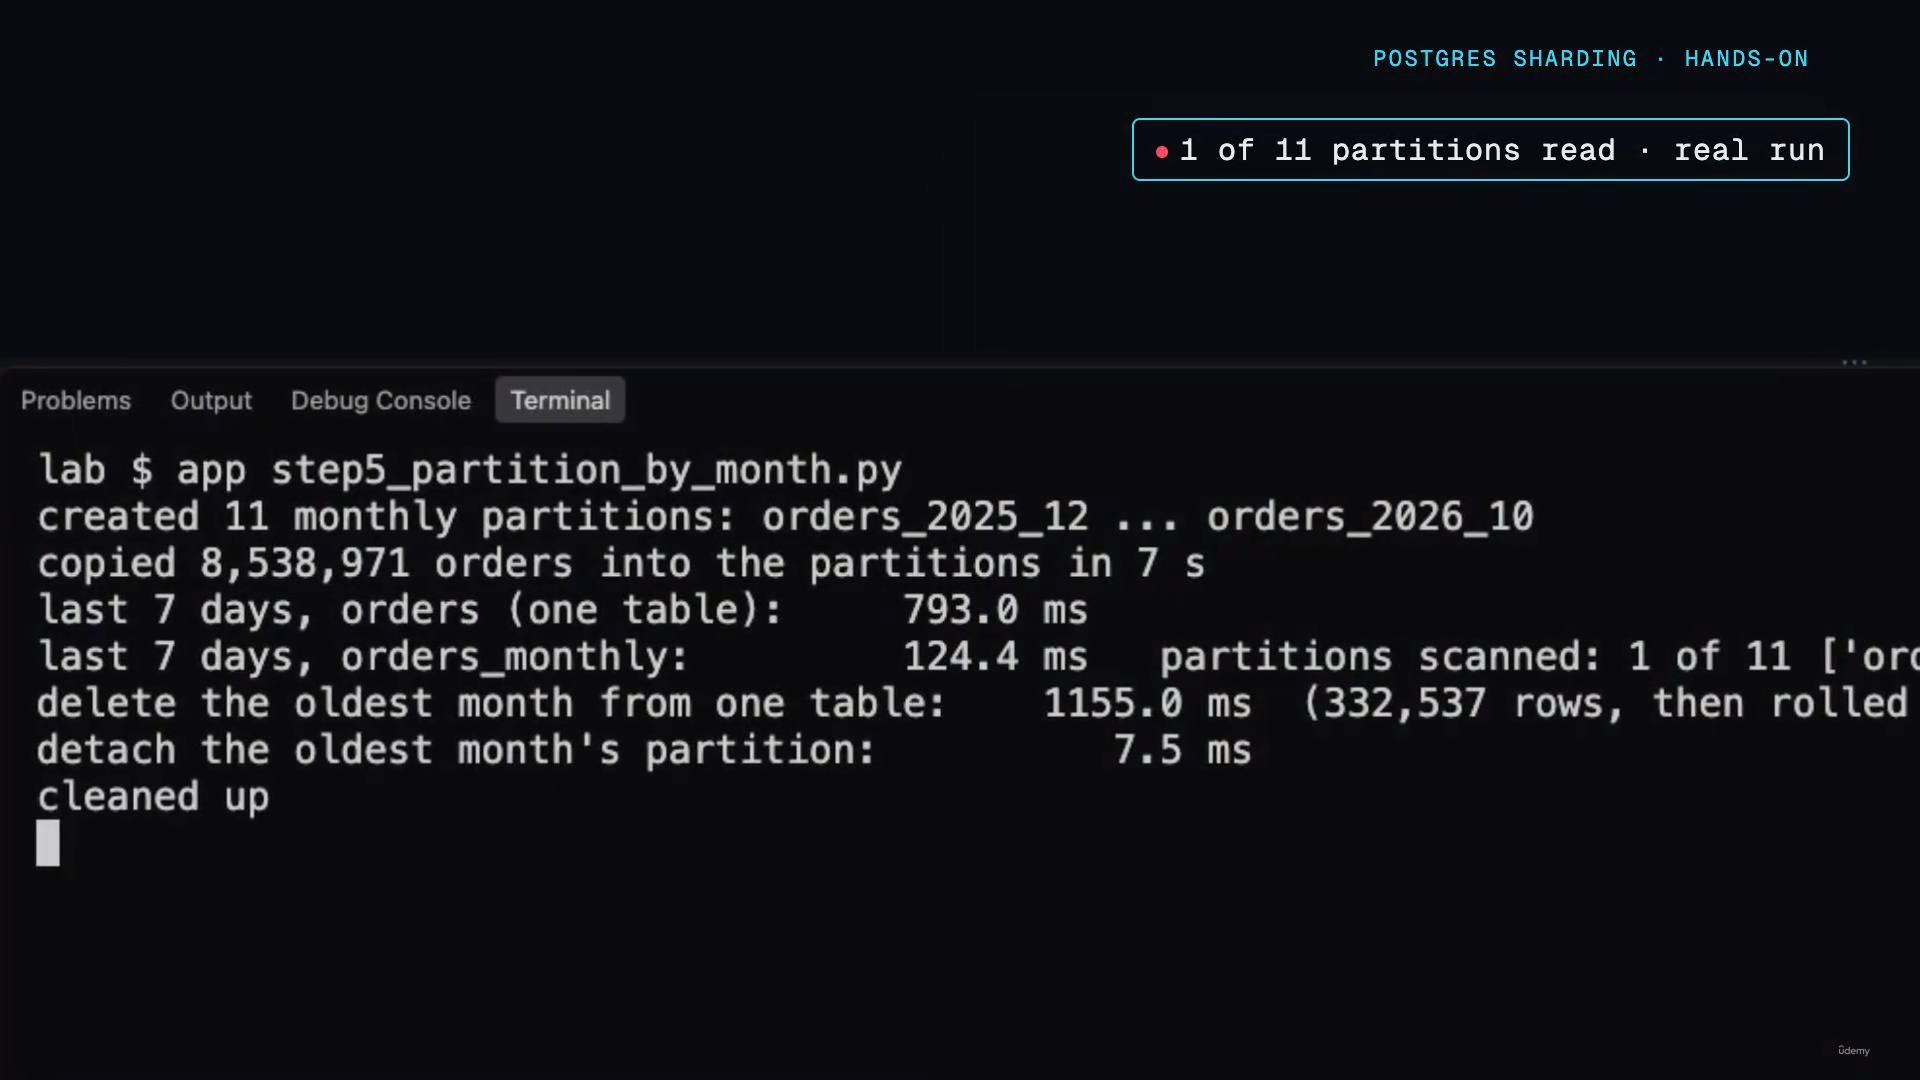 POSTGRES SHARDING · HANDS-ON
1 of 11 partitions read · real run
Problems Output Debug Console Terminal
lab $ app step5_partition_by_month.py
created 11 monthly partitions: orders_2025_12 ... orders_2026_10
copied 8,538,971 orders into the partitions in 7 s
last 7 days, orders (one table): 793.0 ms
last 7 days, orders_monthly: 124.4 ms partitions scanned: 1 of 11 ['ord
delete the oldest month from one table: 1155.0 ms (332,537 rows, then rolled
detach the oldest month's partition: 7.5 ms
cleaned up
ûdemy